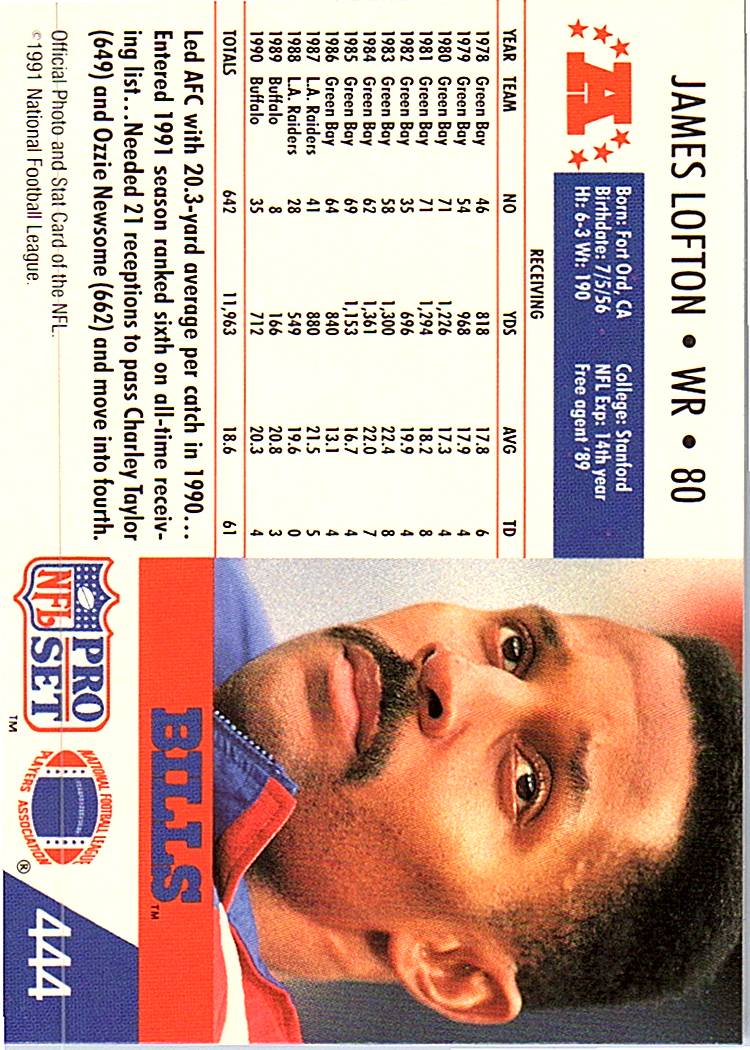 JAMES LOFTON • WR • 80
A
Born: Fort Ord, CA College: Stanford
Birthdate: 7/5/56 NFL Exp: 14th year
Ht: 6-3 Wt: 190 Free agent '89
RECEIVING
YEAR TEAM NO YDS AVG TD
1978 Green Bay 46 818 17.8 6
1979 Green Bay 54 968 17.9 4
1980 Green Bay 71 1,226 17.3 4
1981 Green Bay 71 1,294 18.2 8
1982 Green Bay 35 696 19.9 4
1983 Green Bay 58 1,300 22.4 8
1984 Green Bay 62 1,361 22.0 7
1985 Green Bay 69 1,153 16.7 4
1986 Green Bay 64 840 13.1 4
1987 L.A. Raiders 41 880 21.5 5
1988 L.A. Raiders 28 549 19.6 0
1989 Buffalo 8 166 20.8 3
1990 Buffalo 35 712 20.3 4
TOTALS 642 11,963 18.6 61
Led AFC with 20.3-yard average per catch in 1990...
Entered 1991 season ranked sixth on all-time receiv-
ing list...Needed 21 receptions to pass Charley Taylor
(649) and Ozzie Newsome (662) and move into fourth.
Official Photo and Stat Card of the NFL.
©1991 National Football League.
BILLS™
PRO
NFL SET™
NATIONAL FOOTBALL LEAGUE
PLAYERS ASSOCIATION®
444